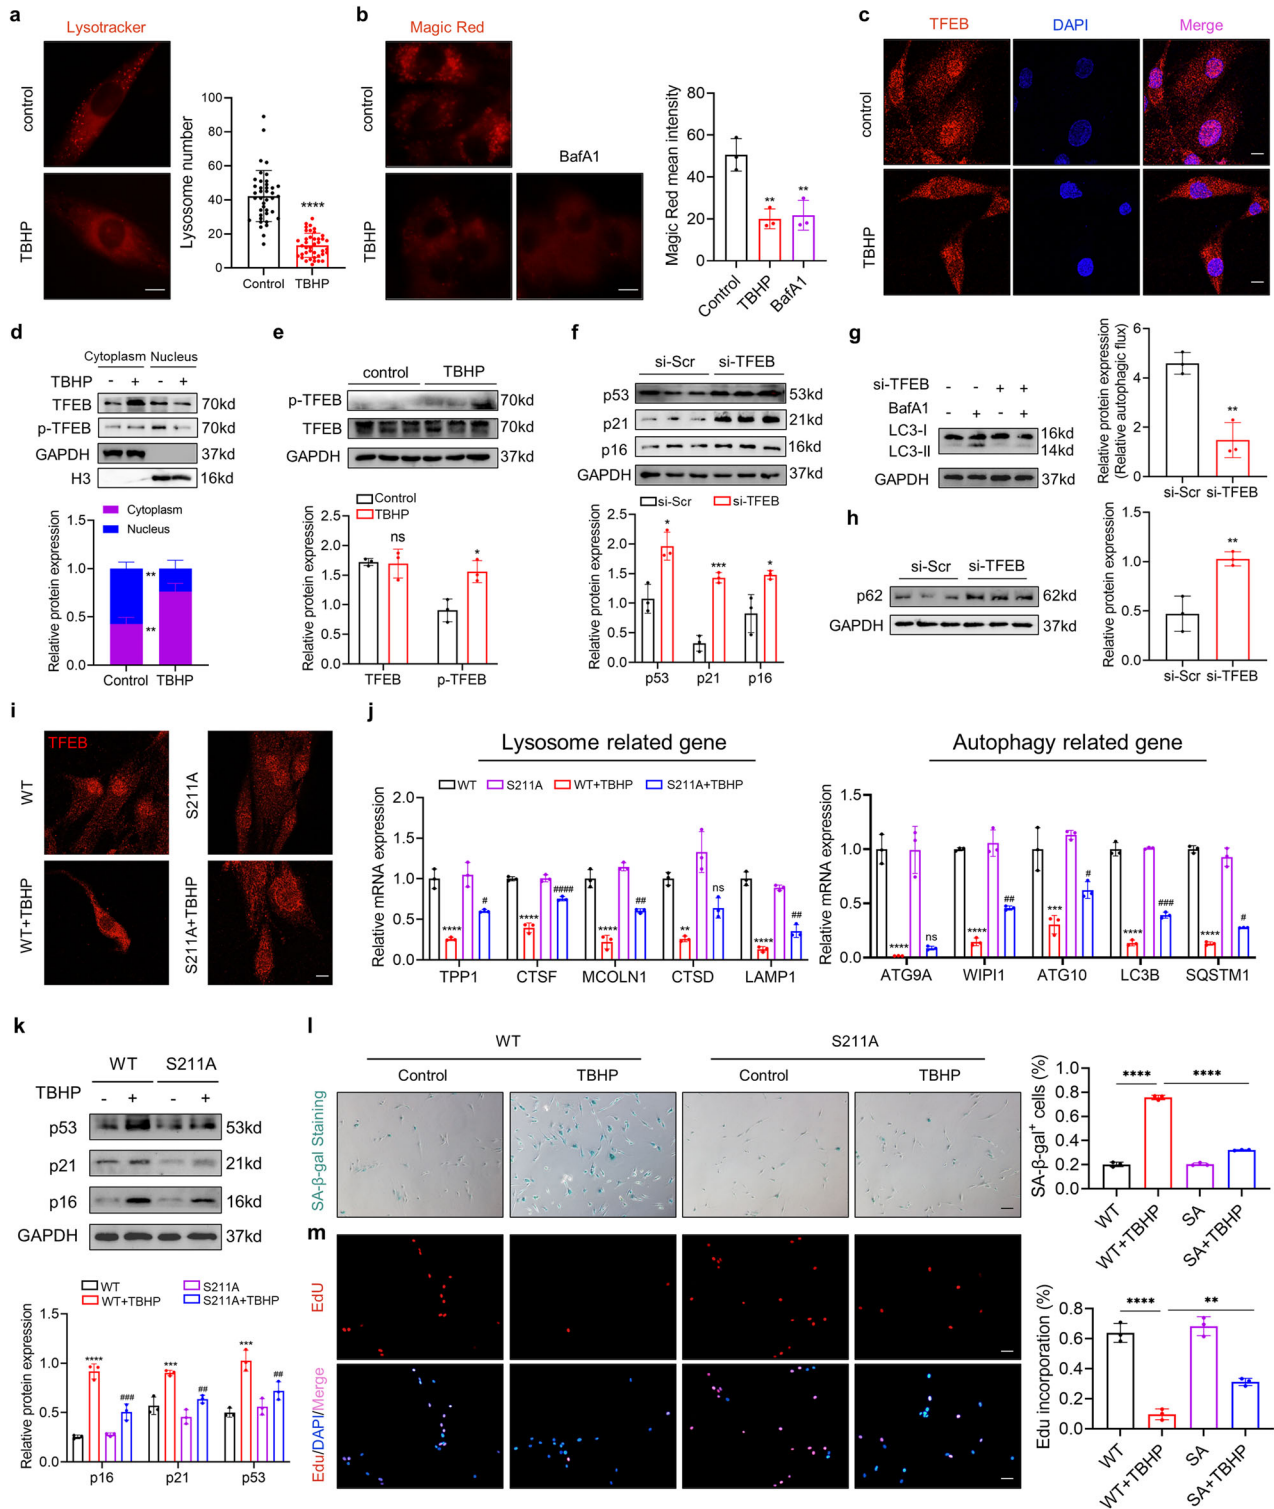 a
Lysotracker
control
TBHP
Lysosome number
100
80
60
40
20
0
****
Control TBHP
b
Magic Red
control
TBHP
BafA1
Magic Red mean intensity
80
60
40
20
0
** **
Control TBHP BafA1
c
TFEB DAPI Merge
control
TBHP
d
Cytoplasm Nucleus
TBHP - + - +
TFEB 70kd
p-TFEB 70kd
GAPDH 37kd
H3 16kd
Cytoplasm
Nucleus
Relative protein expression
1.5
1.0
0.5
0.0
**
**
Control TBHP
e
control TBHP
p-TFEB 70kd
TFEB 70kd
GAPDH 37kd
Control
TBHP
Relative protein expression
2.5
2.0
1.5
1.0
0.5
0.0
ns *
TFEB p-TFEB
f
si-Scr si-TFEB
p53 53kd
p21 21kd
p16 16kd
GAPDH 37kd
si-Scr si-TFEB
Relative protein expression
2.5
2.0
1.5
1.0
0.5
0.0
* *** *
p53 p21 p16
g
si-TFEB - - + +
BafA1 - + - +
LC3-I 16kd
LC3-II 14kd
GAPDH 37kd
Relative protein expression
(Relative autophagic flux)
6
4
2
0
**
si-Scr si-TFEB
h
si-Scr si-TFEB
p62 62kd
GAPDH 37kd
Relative protein expression
1.5
1.0
0.5
0.0
**
si-Scr si-TFEB
i
TFEB
WT
S211A
WT+TBHP
S211A+TBHP
j
Lysosome related gene
WT S211A WT+TBHP S211A+TBHP
Relative mRNA expression
2.0
1.5
1.0
0.5
0.0
**** # **** #### **** ## ** ns **** ##
TPP1 CTSF MCOLN1 CTSD LAMP1
Autophagy related gene
Relative mRNA expression
1.5
1.0
0.5
0.0
**** ns **** ## *** # **** ### **** #
ATG9A WIPI1 ATG10 LC3B SQSTM1
k
WT S211A
TBHP - + - +
p53 53kd
p21 21kd
p16 16kd
GAPDH 37kd
WT S211A
WT+TBHP S211A+TBHP
Relative protein expression
1.5
1.0
0.5
0.0
**** ### *** ## *** ##
p16 p21 p53
l
WT S211A
Control TBHP Control TBHP
SA-β-gal Staining
SA-β-gal+ cells (%)
1.0
0.8
0.6
0.4
0.2
0.0
**** ****
WT WT+TBHP SA SA+TBHP
m
EdU
Edu/DAPI/Merge
Edu incorporation (%)
0.8
0.6
0.4
0.2
0.0
**** **
WT WT+TBHP SA SA+TBHP